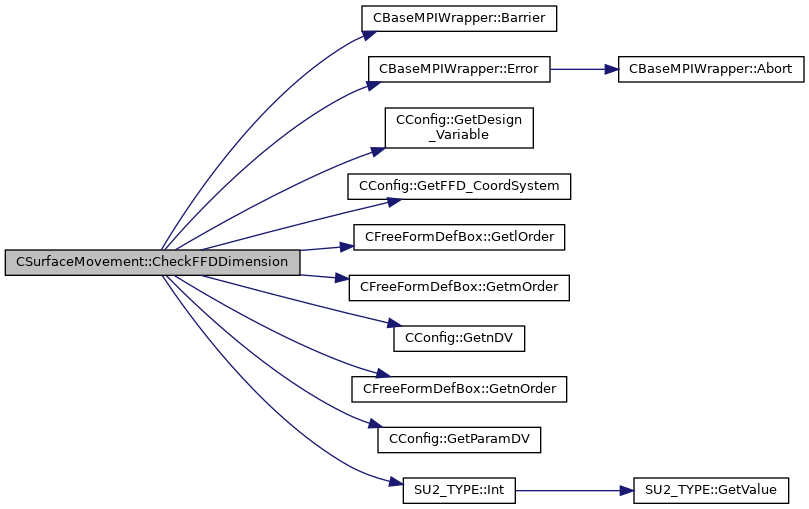 CBaseMPIWrapper::Barrier
CBaseMPIWrapper::Error
CBaseMPIWrapper::Abort
CConfig::GetDesign
_Variable
CConfig::GetFFD_CoordSystem
CFreeFormDefBox::GetlOrder
CSurfaceMovement::CheckFFDDimension
CFreeFormDefBox::GetmOrder
CConfig::GetnDV
CFreeFormDefBox::GetnOrder
CConfig::GetParamDV
SU2_TYPE::Int
SU2_TYPE::GetValue